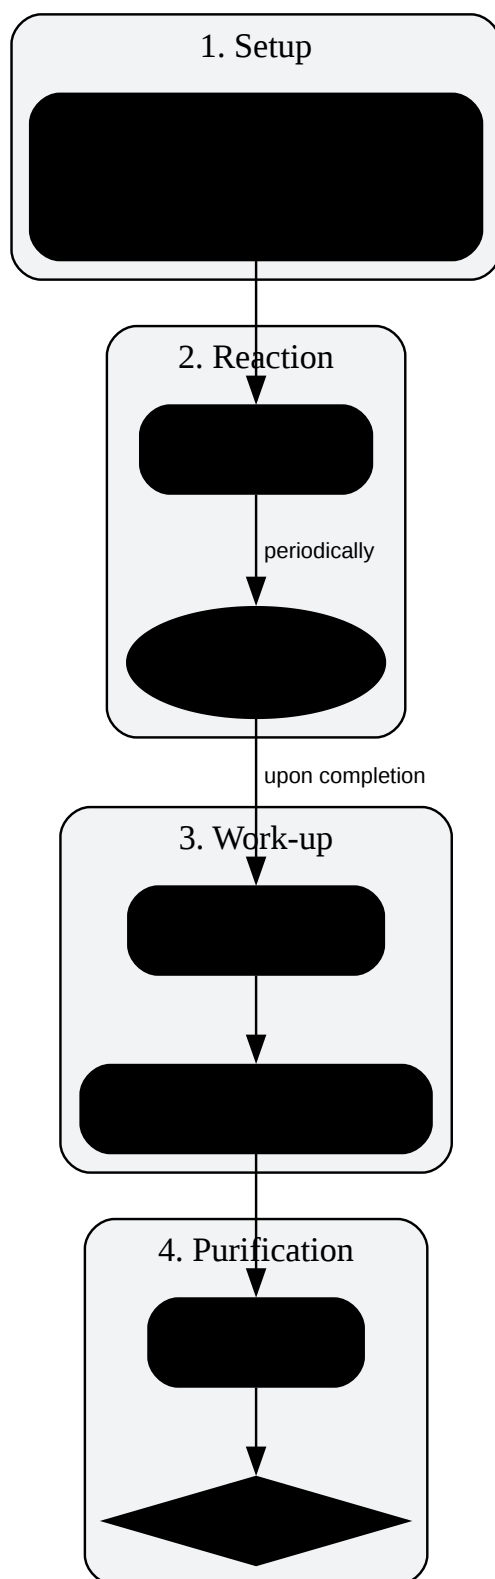 1. Setup
2. Reaction
periodically
upon completion
3. Work-up
4. Purification